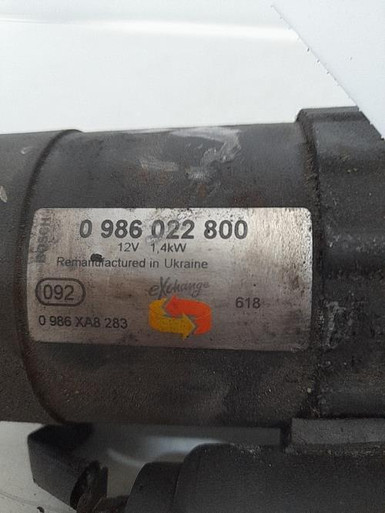 BOSCH
0 986 022 800
12V 1,4kW
Remanufactured in Ukraine
eXchange
092
618
0 986 XA8 283